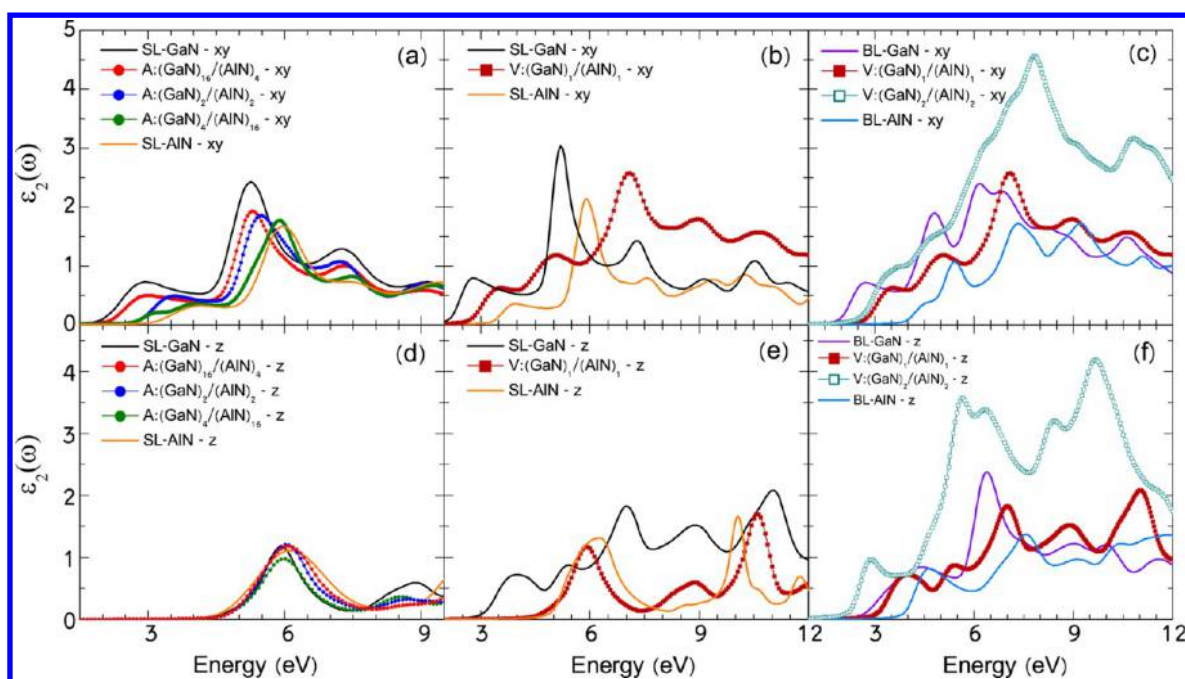 5
4
3
2
1
0
ε₂(ω)
SL-GaN - xy
A:(GaN)₁₆/(AlN)₄ - xy
A:(GaN)₂/(AlN)₂ - xy
A:(GaN)₄/(AlN)₁₆ - xy
SL-AlN - xy
(a)
SL-GaN - xy
V:(GaN)₁/(AlN)₁ - xy
SL-AlN - xy
(b)
BL-GaN - xy
V:(GaN)₁/(AlN)₁ - xy
V:(GaN)₂/(AlN)₂ - xy
BL-AlN - xy
(c)
4
3
2
1
0
ε₂(ω)
SL-GaN - z
A:(GaN)₁₆/(AlN)₄ - z
A:(GaN)₂/(AlN)₂ - z
A:(GaN)₄/(AlN)₁₆ - z
SL-AlN - z
(d)
SL-GaN - z
V:(GaN)₁/(AlN)₁ - z
SL-AlN - z
(e)
BL-GaN - z
V:(GaN)₁/(AlN)₁ - z
V:(GaN)₂/(AlN)₂ - z
BL-AlN - z
(f)
3 6 9 3 6 9 12 3 6 9 12
Energy (eV) Energy (eV) Energy (eV)